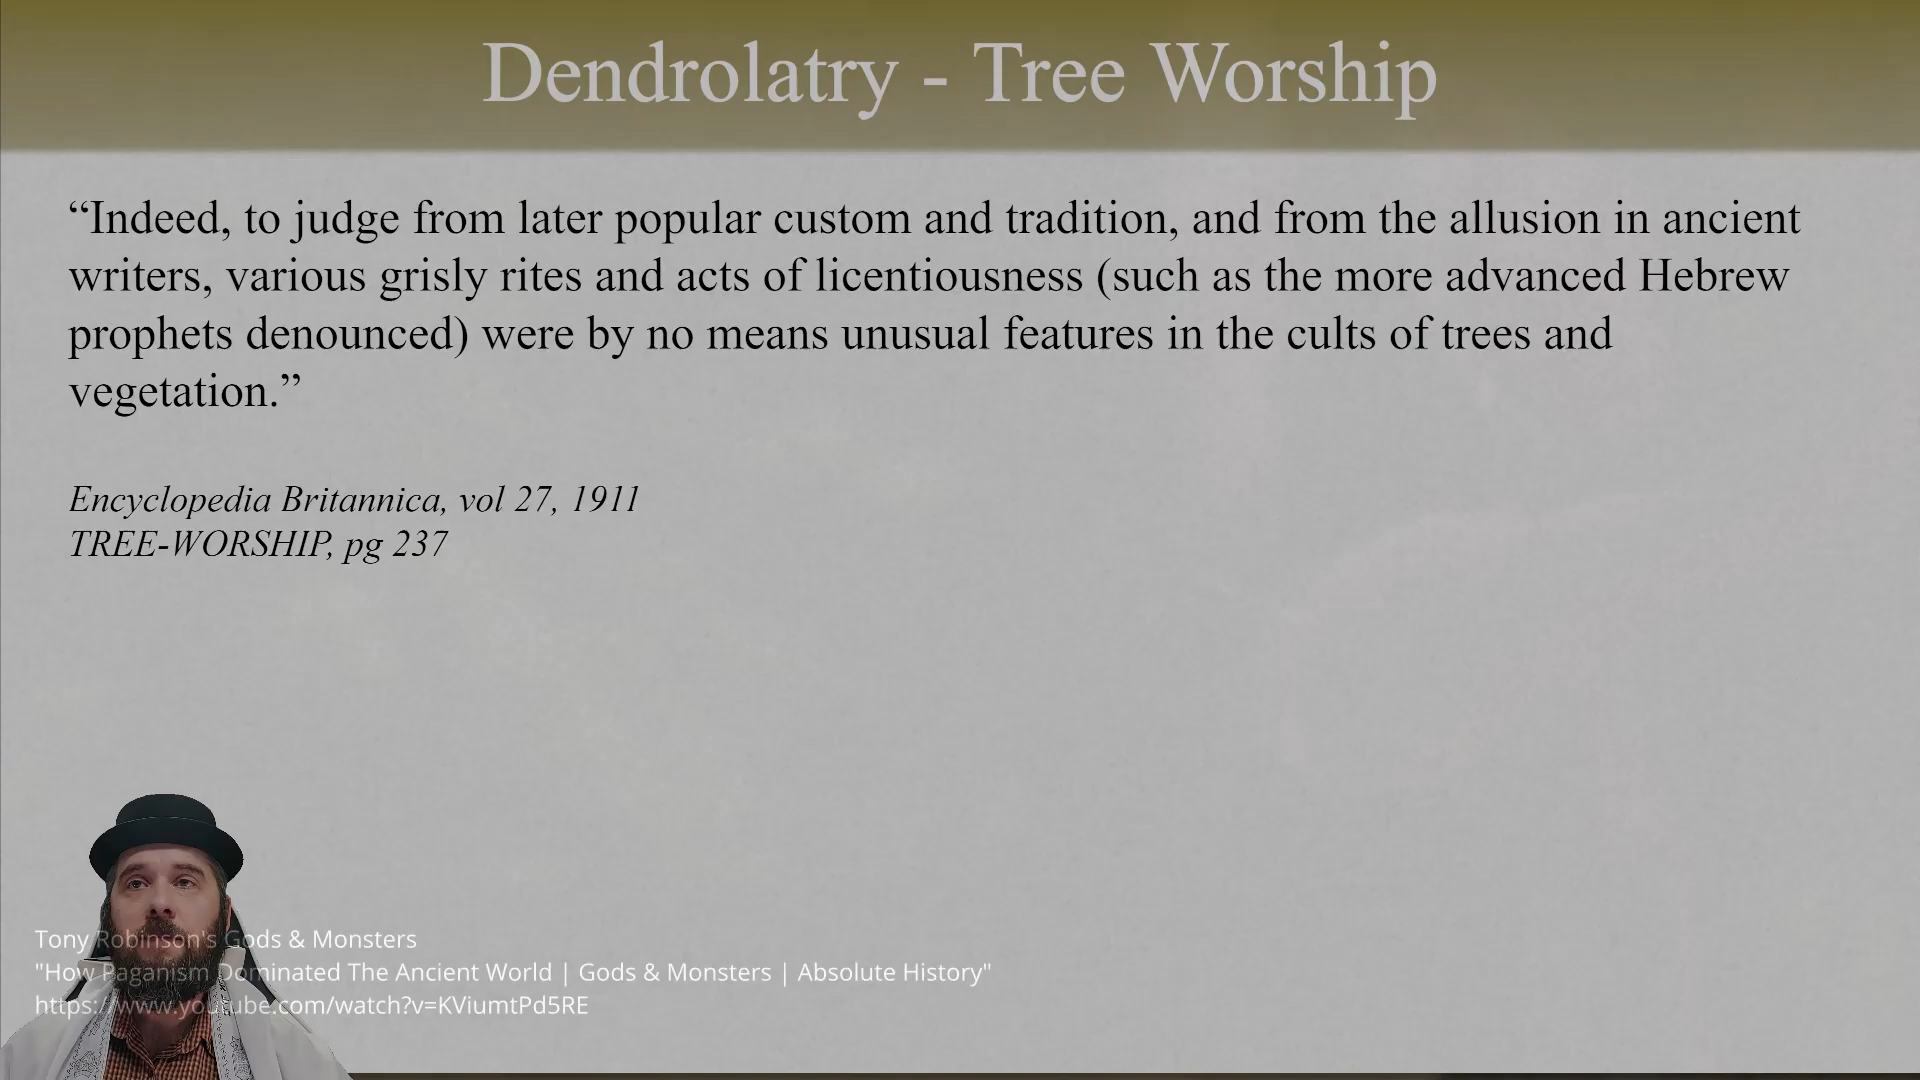 Dendrolatry - Tree Worship
“Indeed, to judge from later popular custom and tradition, and from the allusion in ancient
writers, various grisly rites and acts of licentiousness (such as the more advanced Hebrew
prophets denounced) were by no means unusual features in the cults of trees and
vegetation.”
Encyclopedia Britannica, vol 27, 1911
TREE-WORSHIP, pg 237
Tony Robinson's Gods & Monsters
"How Paganism Dominated The Ancient World | Gods & Monsters | Absolute History"
https://www.youtube.com/watch?v=KViumtPd5RE